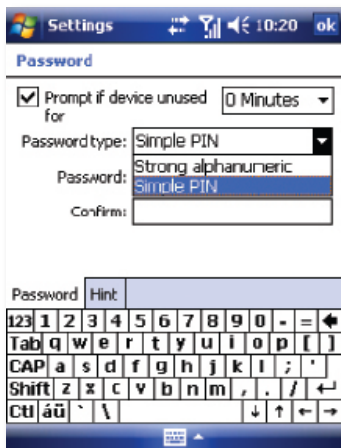 Settings 10:20 ok
Password
Prompt if device unused for 0 Minutes
Password type: Simple PIN
Strong alphanumeric
Simple PIN
Password:
Confirm:
Password Hint
123 1 2 3 4 5 6 7 8 9 0 - =
Tab q w e r t y u i o p [ ]
CAP a s d f g h j k l ; '
Shift z x c v b n m , . /
Ctl áü ` \